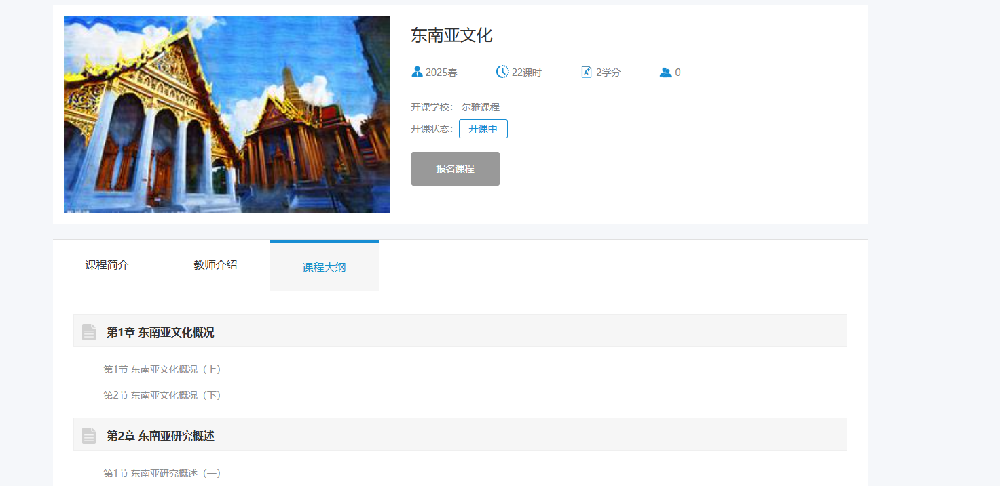 东南亚文化
2025春 22课时 2学分 0
开课学校： 尔雅课程
开课状态： 开课中
报名课程
课程简介 教师介绍 课程大纲
第1章 东南亚文化概况
第1节 东南亚文化概况（上）
第2节 东南亚文化概况（下）
第2章 东南亚研究概述
第1节 东南亚研究概述（一）